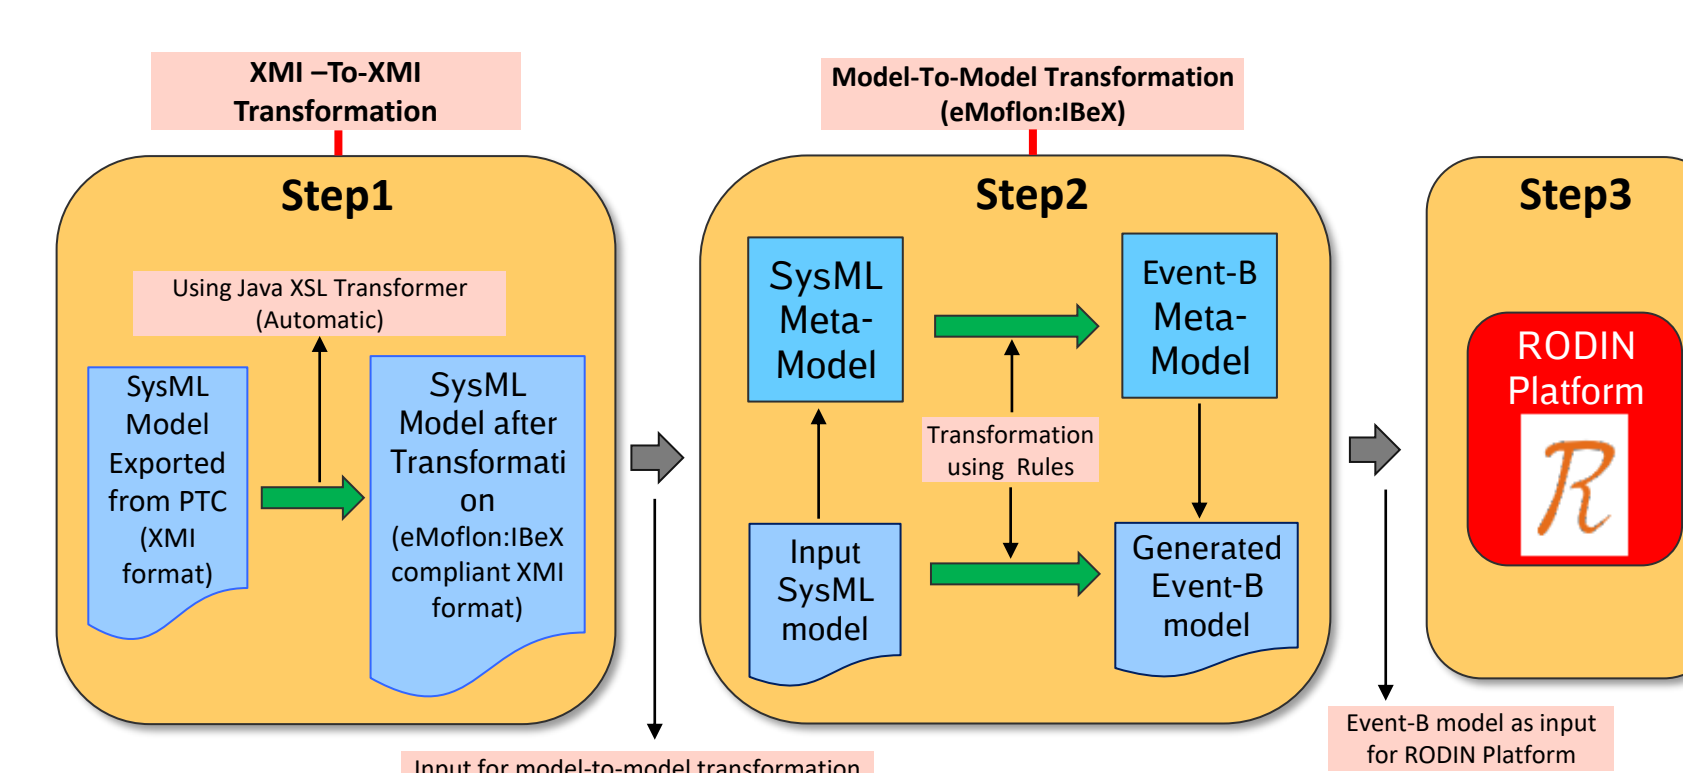 XMI –To-XMI
Transformation
Model-To-Model Transformation
(eMoflon:IBeX)
Step1
Using Java XSL Transformer
(Automatic)
SysML
Model
Exported
from PTC
(XMI
format)
SysML
Model after
Transformati
on
(eMoflon:IBeX
compliant XMI
format)
Step2
SysML
Meta-
Model
Event-B
Meta-
Model
Transformation
using Rules
Input
SysML
model
Generated
Event-B
model
Step3
RODIN
Platform
R
Input for model-to-model transformation
Event-B model as input
for RODIN Platform